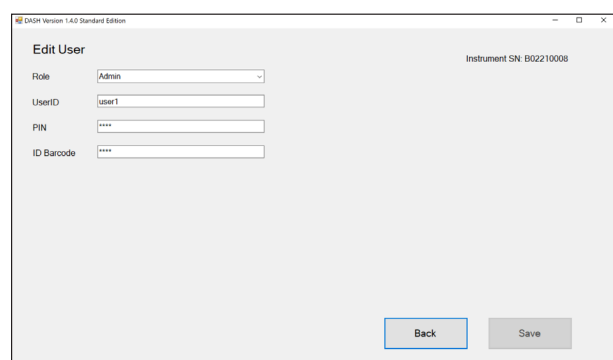 DASH Version 1.4.0 Standard Edition
Edit User
Instrument SN: B02210008
Role Admin
UserID user1
PIN ****
ID Barcode ****
Back Save